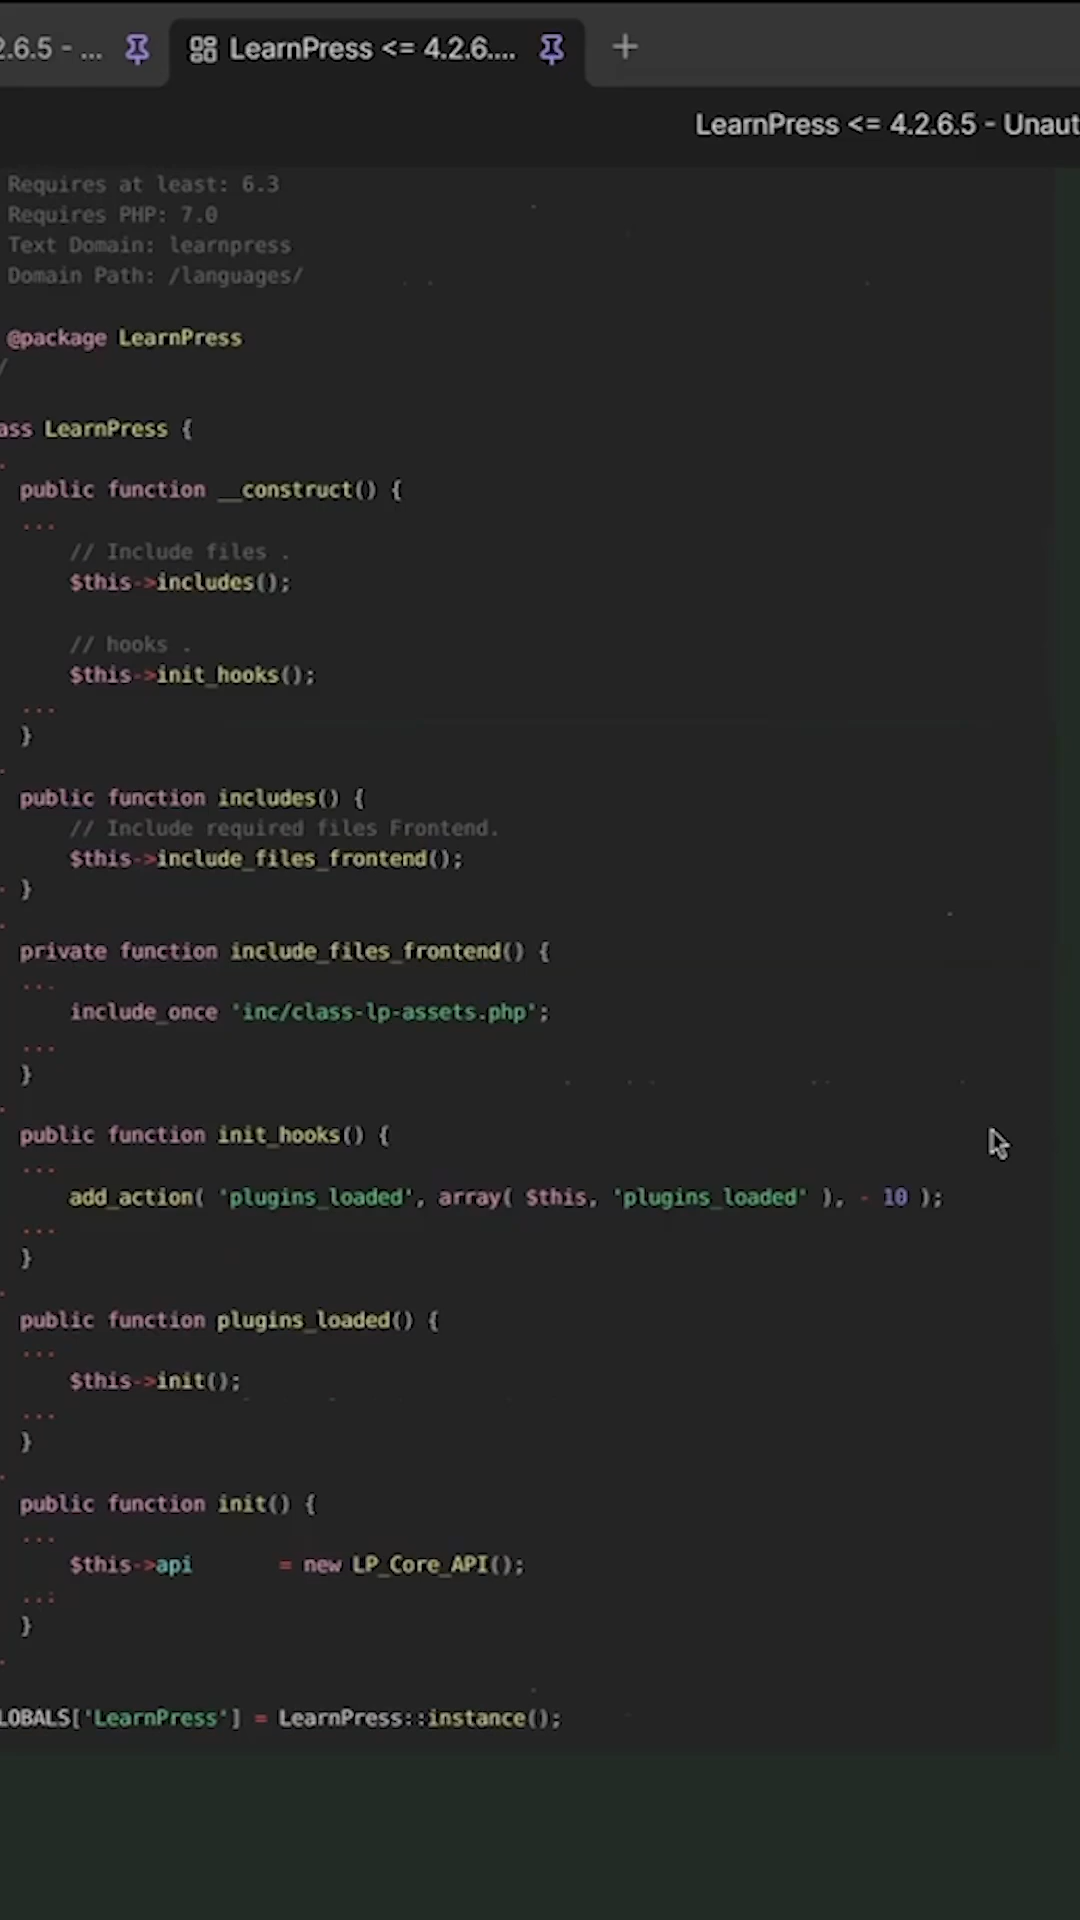 2.6.5 - ...
LearnPress <= 4.2.6....
LearnPress <= 4.2.6.5 - Unaut
Requires at least: 6.3
Requires PHP: 7.0
Text Domain: learnpress
Domain Path: /languages/
@package LearnPress
/
ass LearnPress {
.
public function __construct() {
...
// Include files .
$this->includes();
// hooks .
$this->init_hooks();
...
}
.
public function includes() {
// Include required files Frontend.
$this->include_files_frontend();
}
.
private function include_files_frontend() {
...
include_once 'inc/class-lp-assets.php';
...
}
.
public function init_hooks() {
...
add_action( 'plugins_loaded', array( $this, 'plugins_loaded' ), - 10 );
...
}
.
public function plugins_loaded() {
...
$this->init();
...
}
.
public function init() {
...
$this->api = new LP_Core_API();
...
}
.
LOBALS['LearnPress'] = LearnPress::instance();